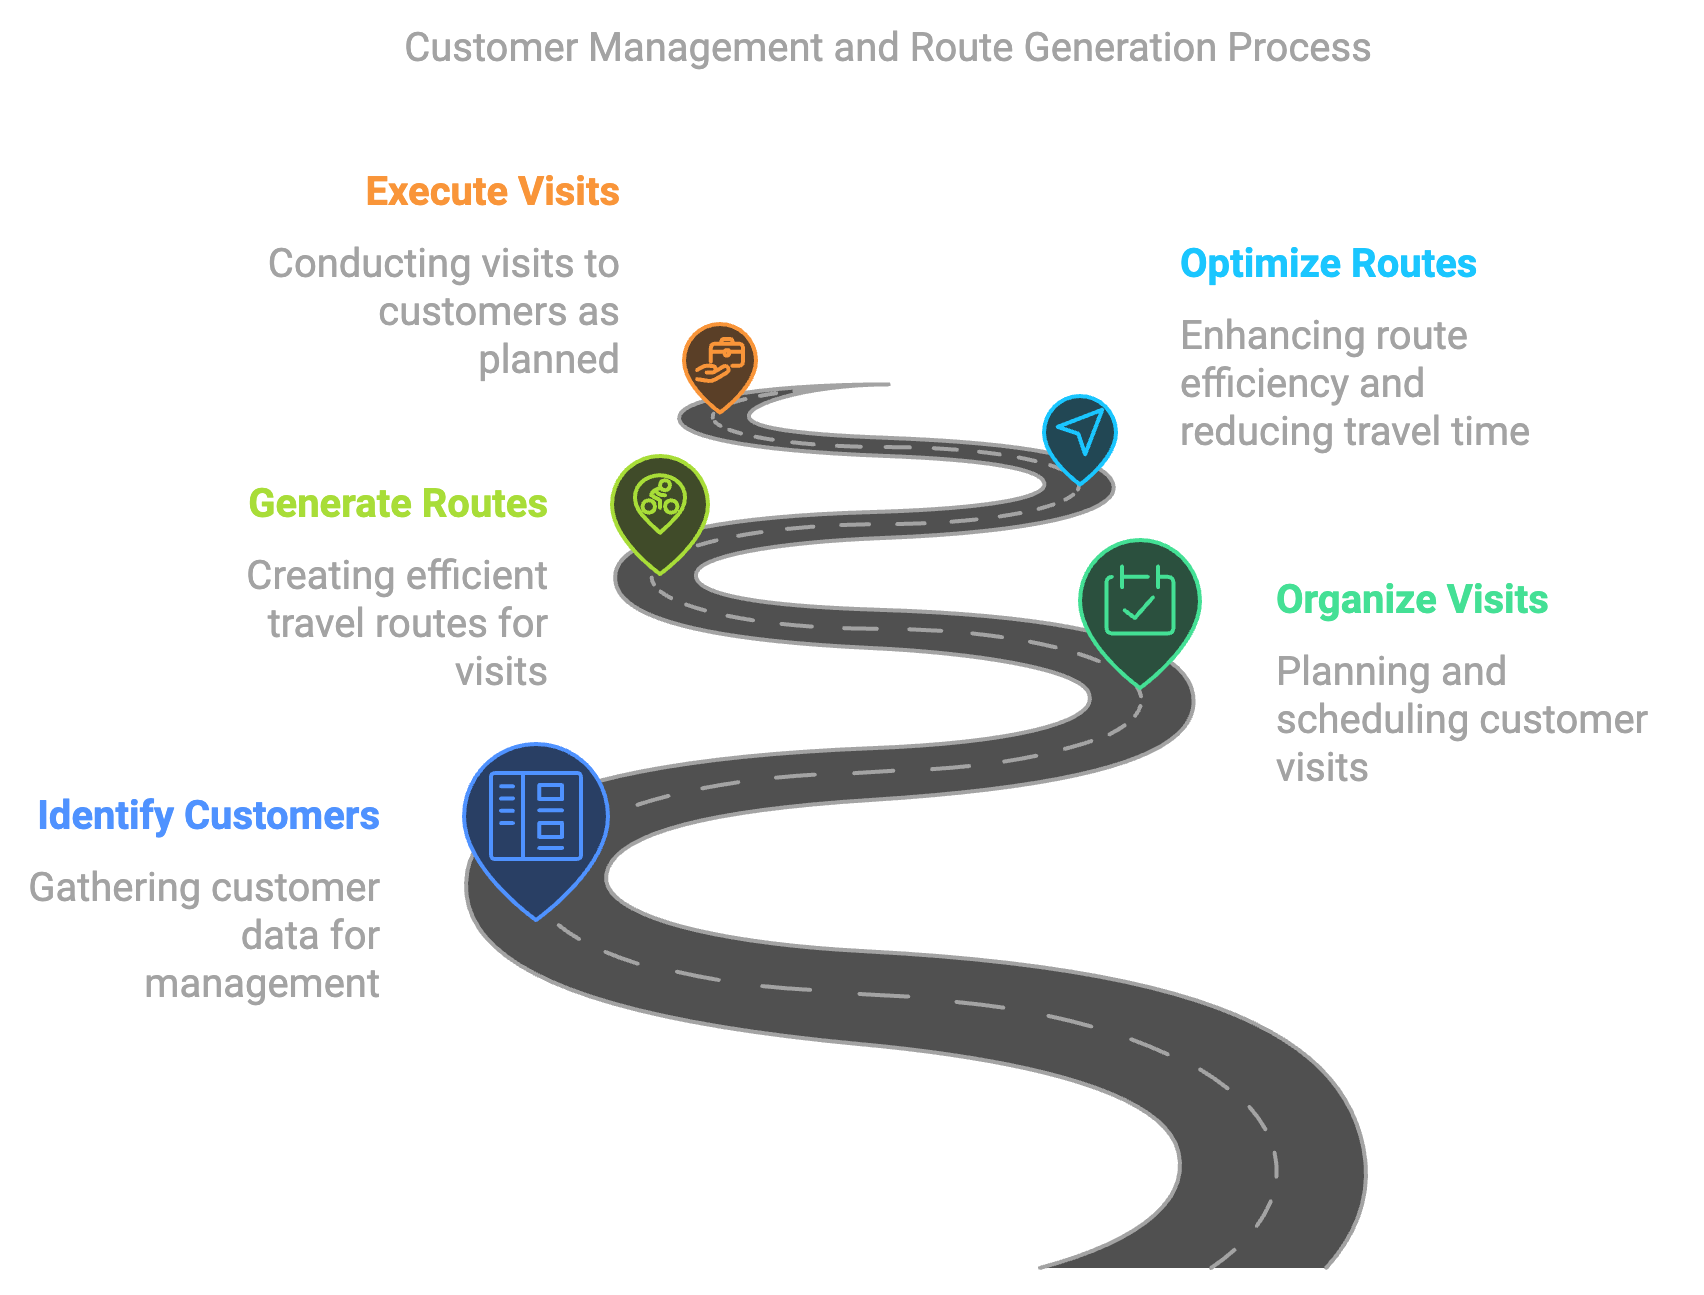 Customer Management and Route Generation Process
Execute Visits
Conducting visits to
customers as
planned
Optimize Routes
Enhancing route
efficiency and
reducing travel time
Generate Routes
Creating efficient
travel routes for
visits
Organize Visits
Planning and
scheduling customer
visits
Identify Customers
Gathering customer
data for
management